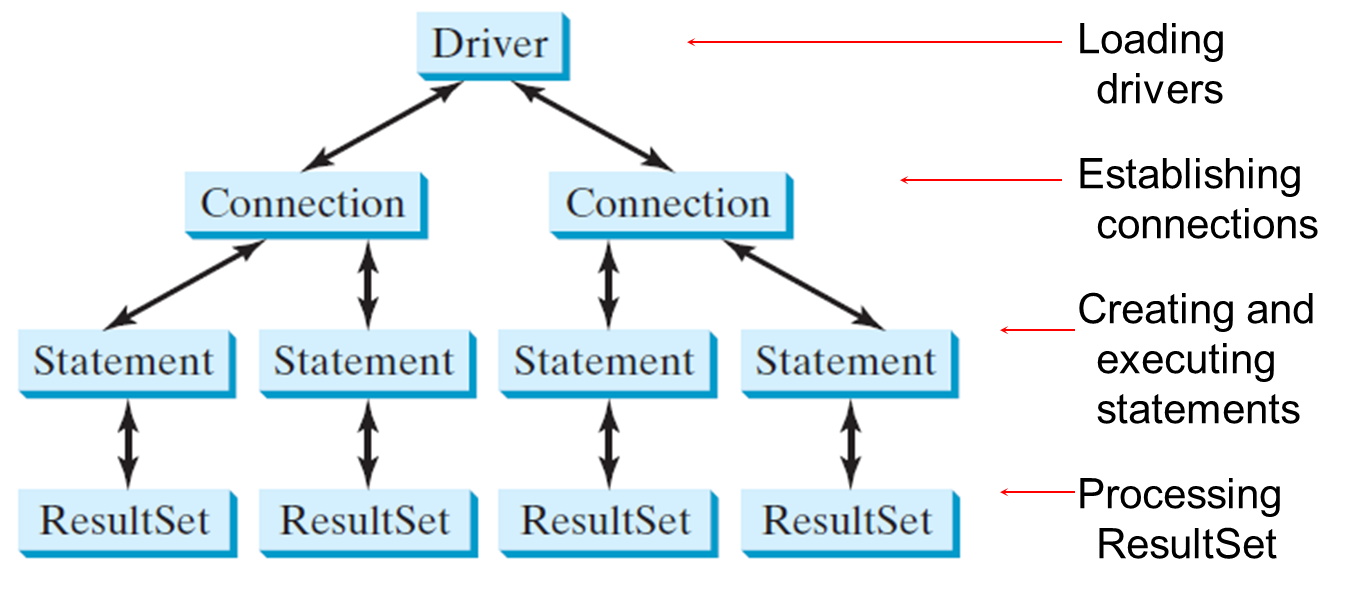 Driver
Loading
drivers
Connection
Connection
Establishing
connections
Statement
Statement
Statement
Statement
Creating and
executing
statements
ResultSet
ResultSet
ResultSet
ResultSet
Processing
ResultSet